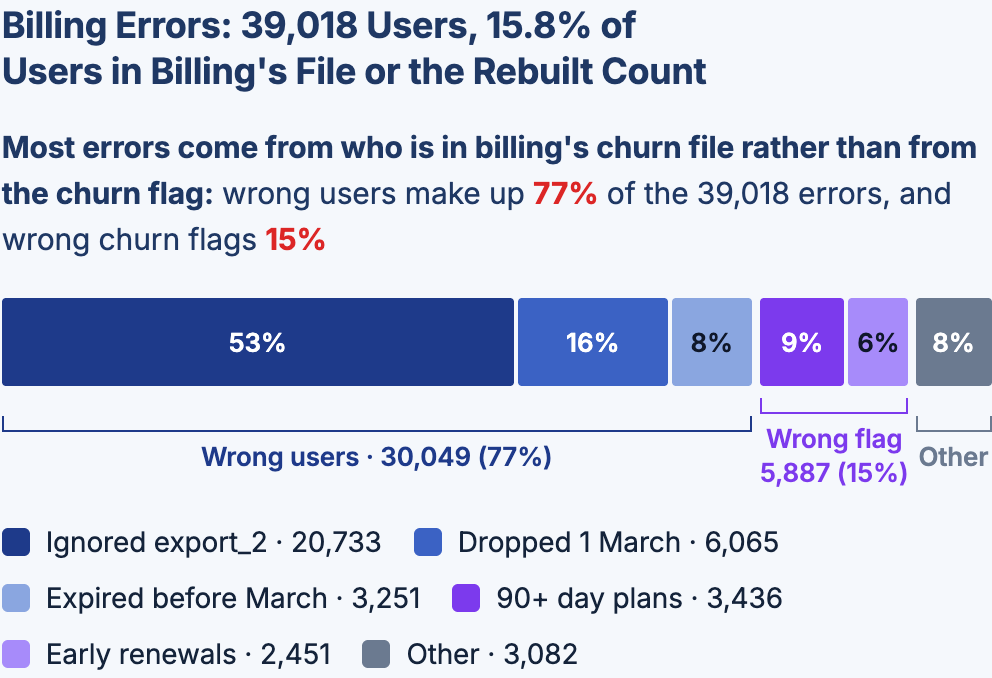 Billing Errors: 39,018 Users, 15.8% of
Users in Billing's File or the Rebuilt Count
Most errors come from who is in billing's churn file rather than from
the churn flag: wrong users make up 77% of the 39,018 errors, and
wrong churn flags 15%
53% 16% 8% 9% 6% 8%
Wrong users · 30,049 (77%)
Wrong flag
5,887 (15%)
Other
Ignored export_2 · 20,733 Dropped 1 March · 6,065
Expired before March · 3,251 90+ day plans · 3,436
Early renewals · 2,451 Other · 3,082